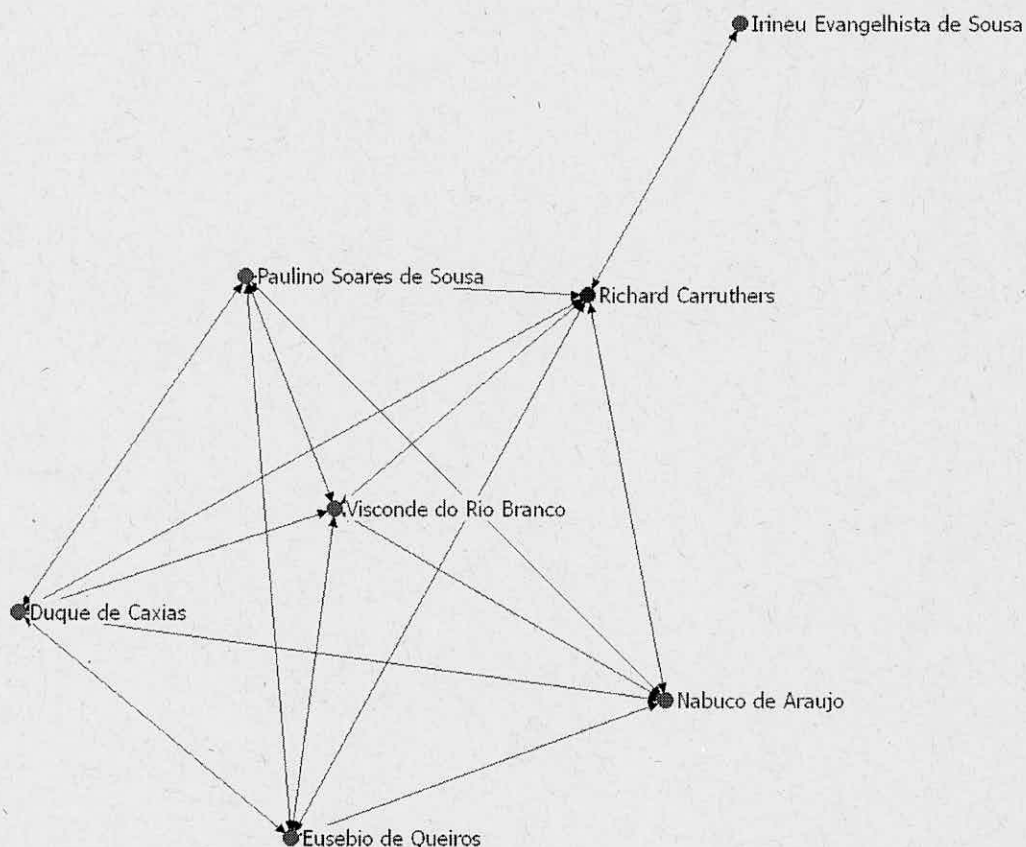 Irineu Evangelhista de Sousa
Paulino Soares de Sousa
Richard Carruthers
Visconde do Rio Branco
Duque de Caxias
Nabuco de Araujo
Eusebio de Queiros